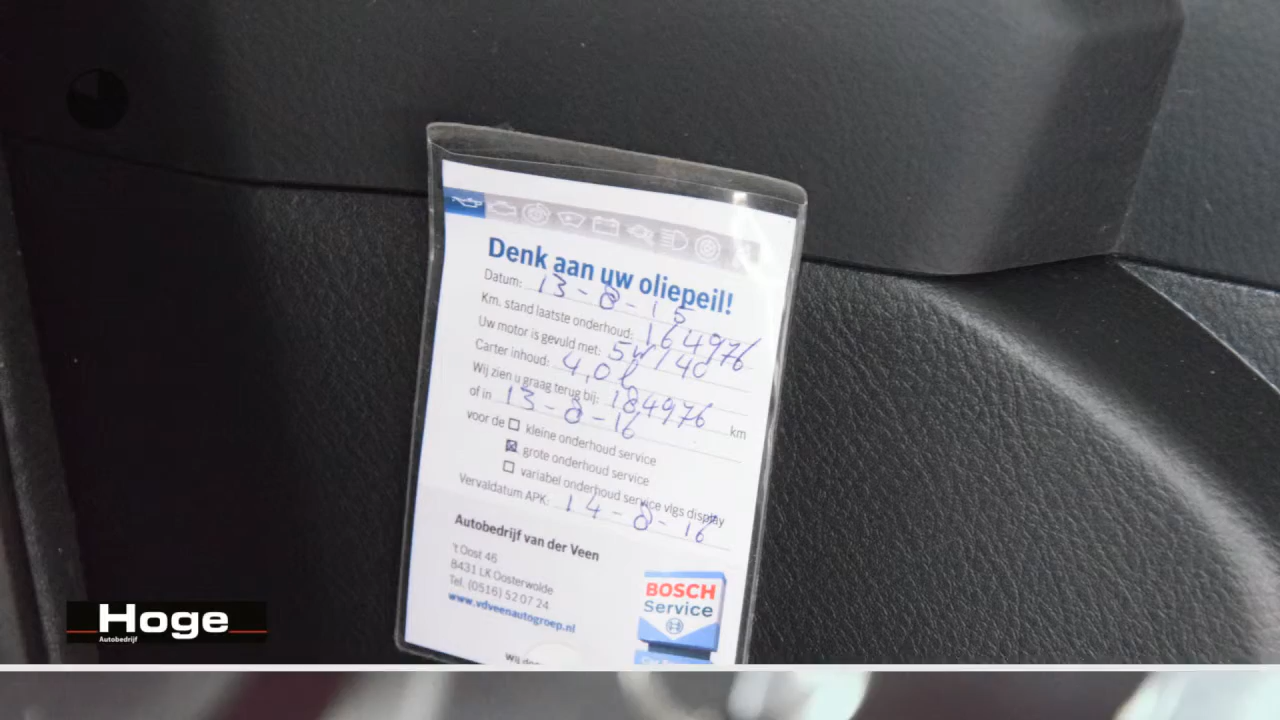 Denk aan uw oliepeil!
Datum: 13-8-15
Km. stand laatste onderhoud: 164976
Uw motor is gevuld met: 5W/40
Carter inhoud: 4,0 l
Wij zien u graag terug bij: 184976 km
of in 13-8-16
voor de kleine onderhoud service
grote onderhoud service
variabel onderhoud service vlgs display
Vervaldatum APK: 14-8-16
Autobedrijf van der Veen
't Oost 46
8431 LK Oosterwolde
Tel. (0516) 52 07 24
www.vdveenautogroep.nl
BOSCH
Service
Hoge
Autobedrijf